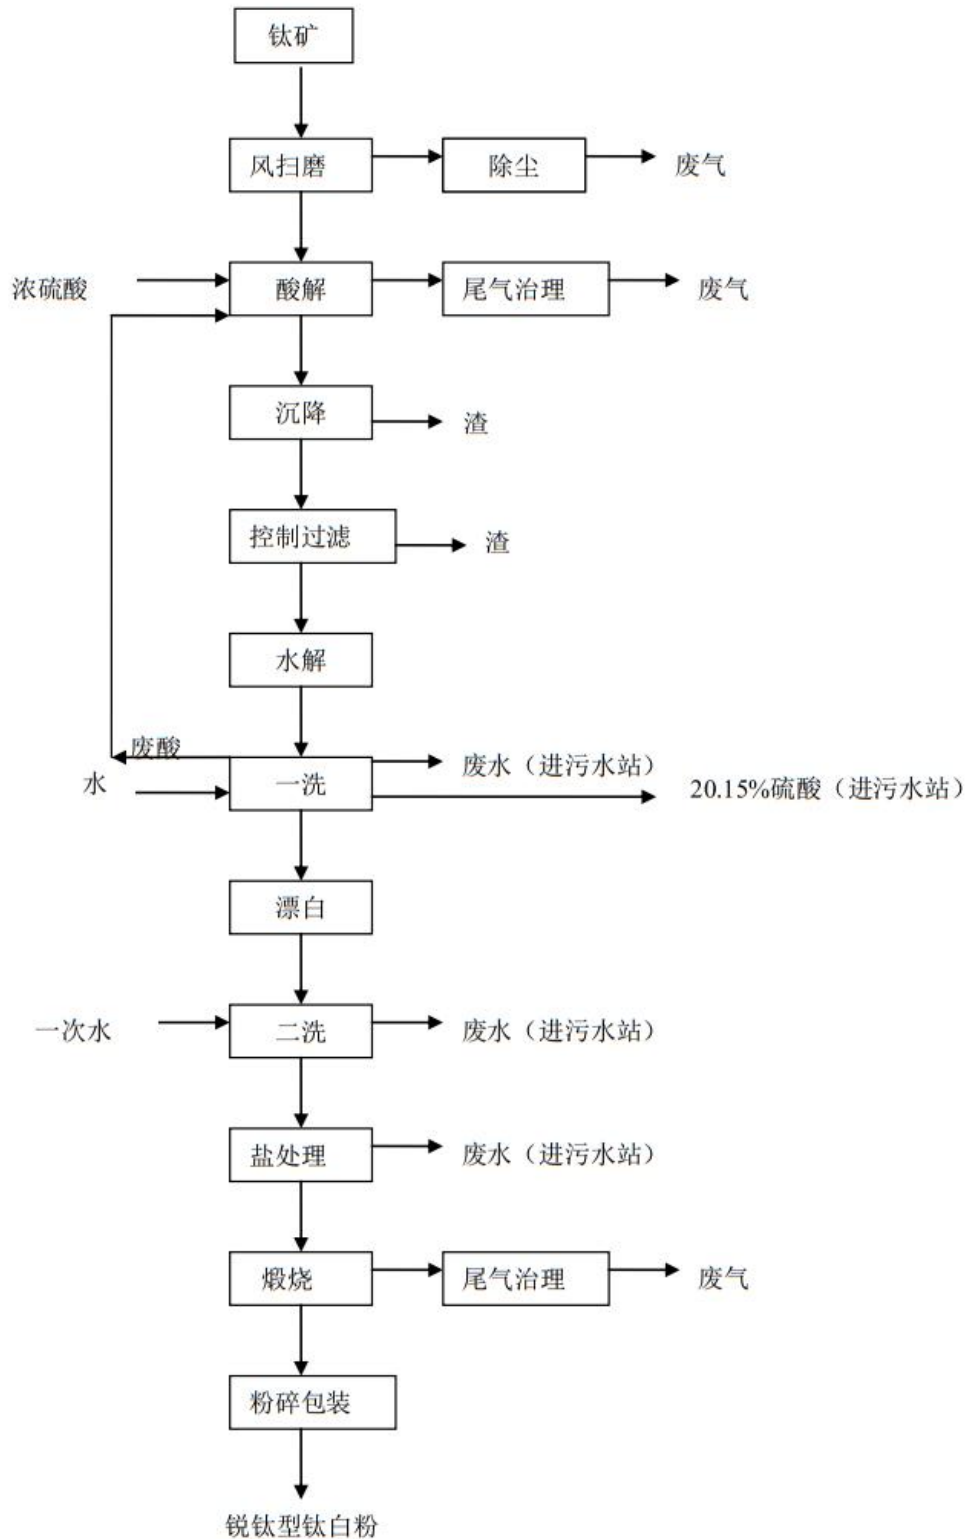 钛矿
风扫磨
除尘
废气
浓硫酸
酸解
尾气治理
废气
沉降
渣
控制过滤
渣
水解
废酸
水
一洗
废水（进污水站）
20.15%硫酸（进污水站）
漂白
一次水
二洗
废水（进污水站）
盐处理
废水（进污水站）
煅烧
尾气治理
废气
粉碎包装
锐钛型钛白粉